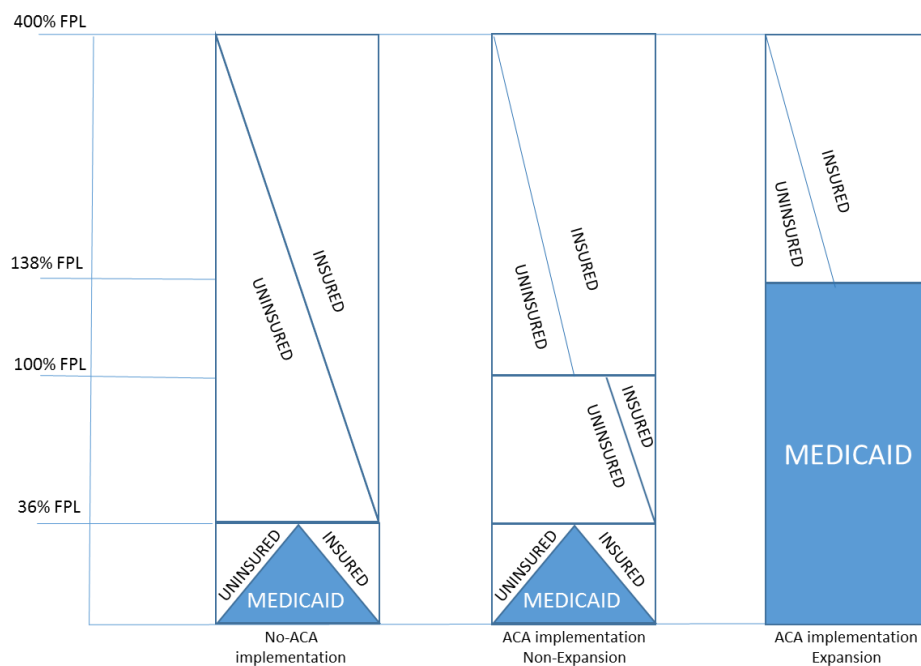 400% FPL
138% FPL
100% FPL
36% FPL
UNINSURED
INSURED
UNINSURED
INSURED
MEDICAID
No-ACA
implementation
UNINSURED
INSURED
UNINSURED
INSURED
UNINSURED
INSURED
MEDICAID
ACA implementation
Non-Expansion
UNINSURED
INSURED
MEDICAID
ACA implementation
Expansion